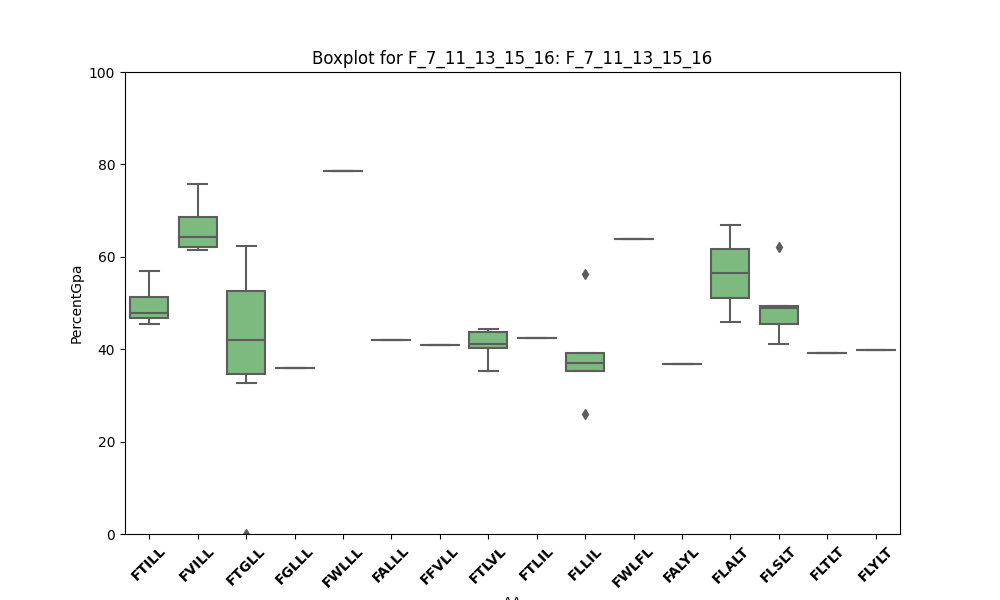 Boxplot for F_7_11_13_15_16: F_7_11_13_15_16
100
80
60
40
20
0
PercentGpa
FTILL
FVILL
FTGLL
FGLLL
FWLLL
FALLL
FFVLL
FTLVL
FTLIL
FLLIL
FWLFL
FALYL
FLALT
FLSLT
FLTLT
FLYLT